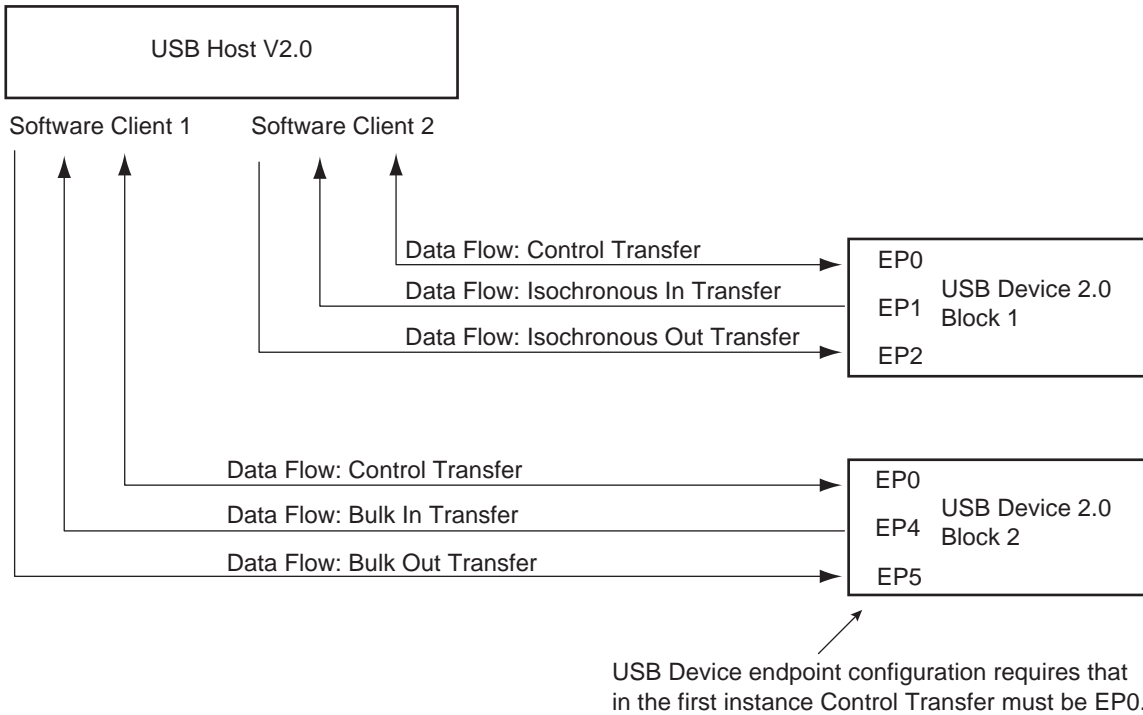 USB Host V2.0
Software Client 1
Software Client 2
Data Flow: Control Transfer
Data Flow: Isochronous In Transfer
Data Flow: Isochronous Out Transfer
EP0
EP1
EP2
USB Device 2.0
Block 1
Data Flow: Control Transfer
Data Flow: Bulk In Transfer
Data Flow: Bulk Out Transfer
EP0
EP4
EP5
USB Device 2.0
Block 2
USB Device endpoint configuration requires that
in the first instance Control Transfer must be EP0.